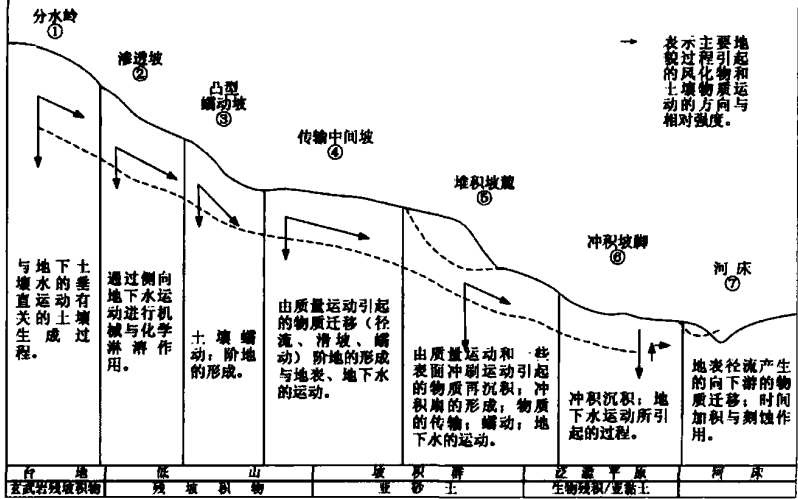 分水岭
①
渗透坡
②
凸型
蠕动坡
③
传输中间坡
④
堆积坡麓
⑤
冲积坡脚
⑥
河床
⑦
表示主要地
貌过程引起
的风化物和
土壤物质运
动的方向与
相对强度。
与地下土
壤水的垂
直运动有
关的土壤
生成过
程。
通过侧向
地下水运
动进行机
械与化学
淋溶作
用。
土壤蠕
动；阶地
的形成。
由质量运动引起
的物质迁移（径
流、滑坡、蠕
动）阶地的形成
与地表、地下水
的运动。
由质量运动和一些
表面冲刷运动引起
的物质再沉积；冲
积扇的形成；物质
的传输；蠕动；地
下水的运动。
冲积沉积；地
下水运动所引
起的过程。
地表径流产生
的向下游的物
质迁移；时间
加积与刻蚀作
用。
台地 低山 坡积裙 泛滥平原 河床
玄武岩残坡积物 残坡积物 亚砂土 生物残积/亚黏土